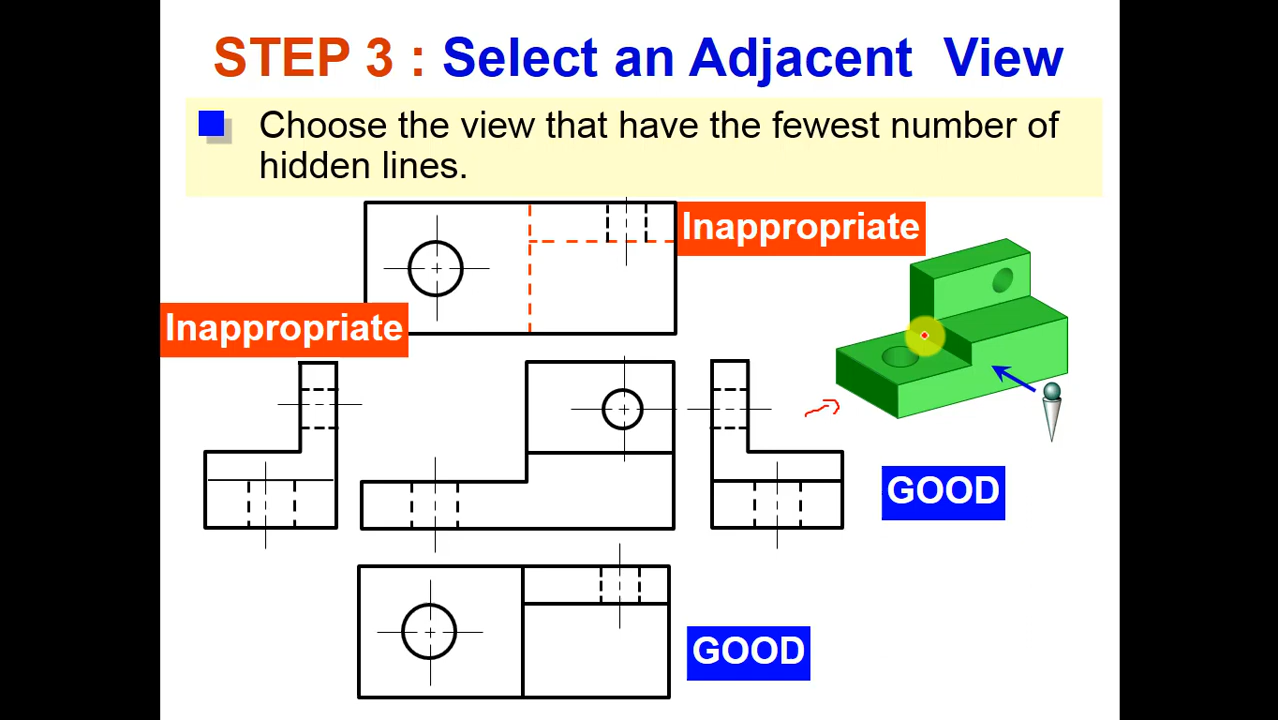 STEP 3 : Select an Adjacent View
Choose the view that have the fewest number of
hidden lines.
Inappropriate
Inappropriate
GOOD
GOOD